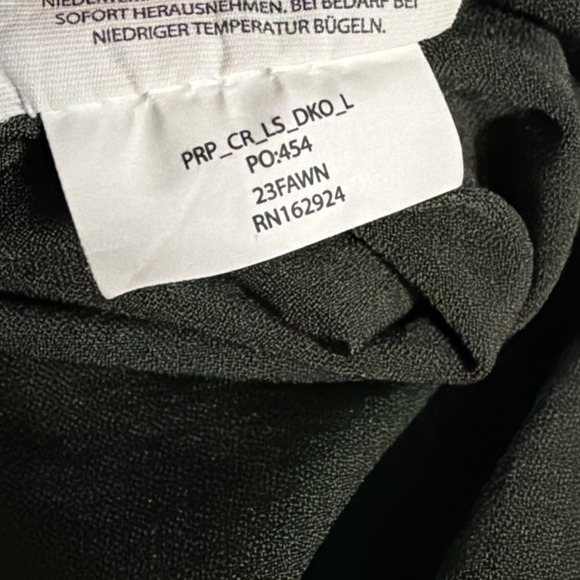 SOFORT HERAUSNEHMEN. BEI BEDARF BEI
NIEDRIGER TEMPERATUR BÜGELN.
PRP_CR_LS_DKO_L
PO:454
23FAWN
RN162924